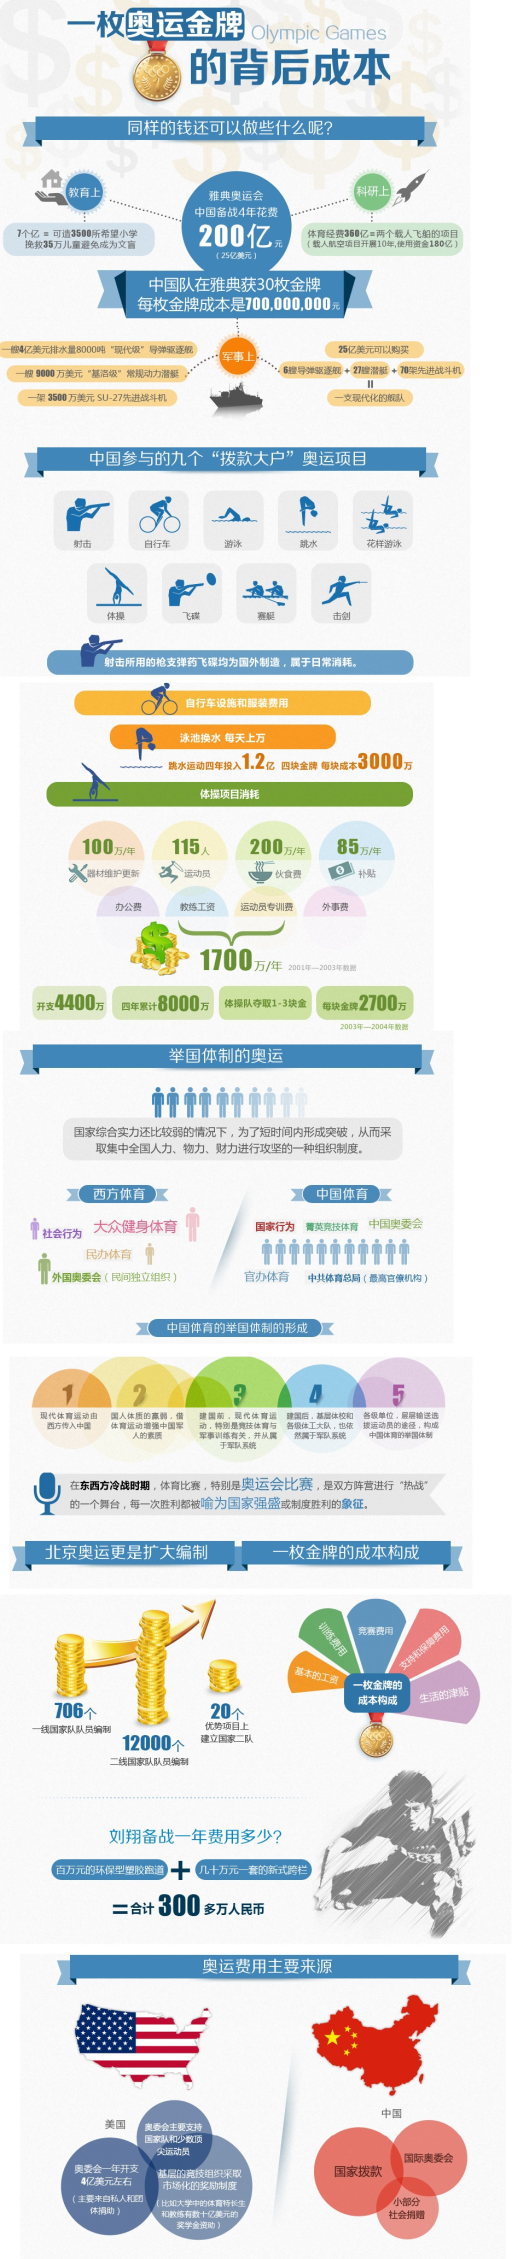 一枚奥运金牌
Olympic Games
的背后成本
同样的钱还可以做些什么呢?
教育上
7个亿 = 可造3500所希望小学
挽救35万儿童避免成为文盲
雅典奥运会
中国备战4年花费
200亿元
(25亿美元)
科研上
体育经费360亿=两个载人飞船的项目
(载人航空项目开展10年,使用资金180亿)
中国队在雅典获30枚金牌
每枚金牌成本是700,000,000元
军事上
一艘4亿美元排水量8000吨“现代级”导弹驱逐舰
一艘 9000 万美元“基洛级”常规动力潜艇
一架 3500 万美元 SU-27先进战斗机
25亿美元可以购买
6艘导弹驱逐舰 + 27艘潜艇 + 70架先进战斗机
=
一支现代化的舰队
中国参与的九个“拨款大户”奥运项目
射击
自行车
游泳
跳水
花样游泳
体操
飞碟
赛艇
击剑
射击所用的枪支弹药飞碟均为国外制造，属于日常消耗。
自行车设施和服装费用
泳池换水 每天上万
跳水运动四年投入1.2亿 四块金牌 每块成本3000万
体操项目消耗
100万/年
器材维护更新
115人
运动员
200万/年
伙食费
85万/年
补贴
办公费
教练工资
运动员专训费
外事费
1700万/年 2001年—2003年数据
开支4400万
四年累计8000万
体操队夺取1-3块金
每块金牌2700万
2003年—2004年数据
举国体制的奥运
国家综合实力还比较弱的情况下，为了短时间内形成突破，从而采
取集中全国人力、物力、财力进行攻坚的一种组织制度。
西方体育
社会行为
大众健身体育
民办体育
外国奥委会(民间独立组织)
中国体育
国家行为
菁英竞技体育
中国奥委会
官办体育
中共体育总局(最高官僚机构)
中国体育的举国体制的形成
1
现代体育运动由
西方传入中国
2
国人体质的羸弱，借
体育运动增强中国军
人的素质
3
建国前，现代体育运
动，特别是竞技体育与
军事训练有关，并从属
于军队系统
4
建国后，基层体校和
各级体工大队，也依
然属于军队系统
5
各级单位，层层输送选
拔运动员的途径，构成
中国体育的举国体制
在东西方冷战时期，体育比赛，特别是奥运会比赛，是双方阵营进行“热战”
的一个舞台，每一次胜利都被喻为国家强盛或制度胜利的象征。
北京奥运更是扩大编制
一枚金牌的成本构成
706个
一线国家队队员编制
12000个
二线国家队队员编制
20个
优势项目上
建立国家二队
基本的工资
训练费用
竞赛费用
支持和保障费用
生活的津贴
一枚金牌的
成本构成
刘翔备战一年费用多少?
百万元的环保型塑胶跑道 + 几十万元一套的新式跨栏
=合计 300 多万人民币
奥运费用主要来源
美国
奥委会主要支持
国家队和少数顶
尖运动员
奥委会一年开支
4亿美元左右
(主要来自私人和团
体捐助)
基层的竞技组织采取
市场化的奖励制度
(比如大学中的体育特长生
和教练有数十亿美元的
奖学金资助)
中国
国家拨款
国际奥委会
小部分
社会捐赠